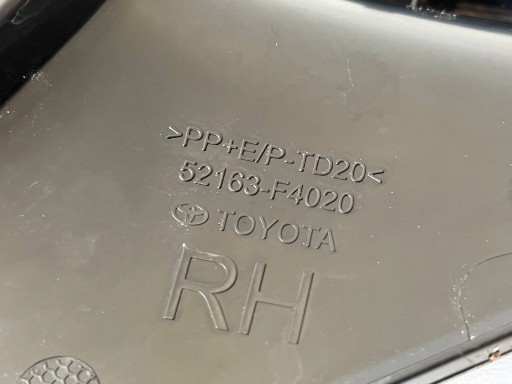 >PP+E/P-TD20<
52163-F4020
TOYOTA
RH